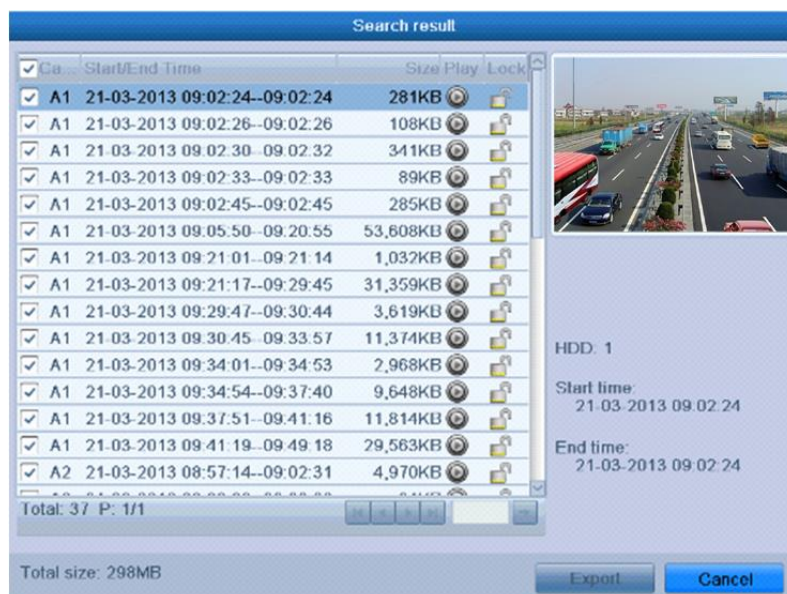 Search result
Ca... Start/End Time Size Play Lock
A1 21-03-2013 09:02:24--09:02:24 281KB
A1 21-03-2013 09:02:26--09:02:26 108KB
A1 21-03-2013 09:02:30--09:02:32 341KB
A1 21-03-2013 09:02:33--09:02:33 89KB
A1 21-03-2013 09:02:45--09:02:45 285KB
A1 21-03-2013 09:05:50--09:20:55 53,608KB
A1 21-03-2013 09:21:01--09:21:14 1,032KB
A1 21-03-2013 09:21:17--09:29:45 31,359KB
A1 21-03-2013 09:29:47--09:30:44 3,619KB
A1 21-03-2013 09:30:45--09:33:57 11,374KB
A1 21-03-2013 09:34:01--09:34:53 2,968KB
A1 21-03-2013 09:34:54--09:37:40 9,648KB
A1 21-03-2013 09:37:51--09:41:16 11,814KB
A1 21-03-2013 09:41:19--09:49:18 29,563KB
A2 21-03-2013 08:57:14--09:02:31 4,970KB
Total: 37 P: 1/1
HDD: 1
Start time:
21-03-2013 09:02:24
End time:
21-03-2013 09:02:24
Total size: 298MB
Export
Cancel